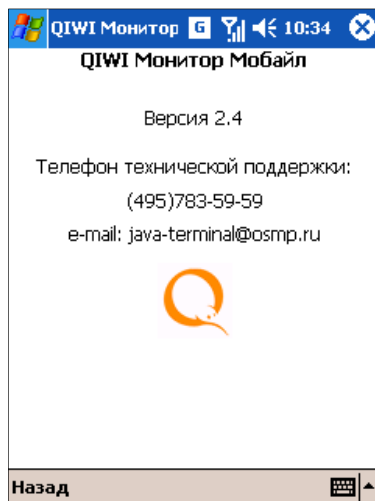 QIWI Монитор G 10:34
QIWI Монитор Мобайл
Версия 2.4
Телефон технической поддержки:
(495)783-59-59
e-mail: java-terminal@osmp.ru
Назад